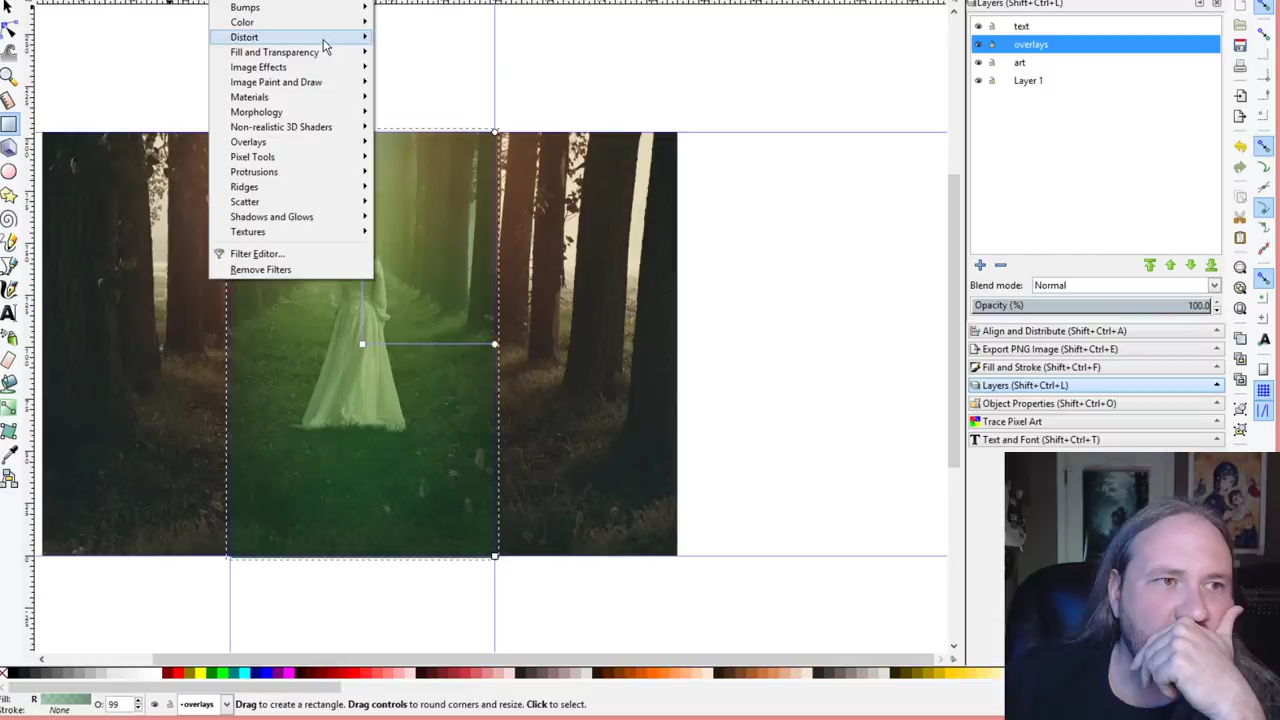 Bumps
Color
Distort
Fill and Transparency
Image Effects
Image Paint and Draw
Materials
Morphology
Non-realistic 3D Shaders
Overlays
Pixel Tools
Protrusions
Ridges
Scatter
Shadows and Glows
Textures
Filter Editor...
Remove Filters
Layers (Shift+Ctrl+L)
text
overlays
art
Layer 1
Blend mode: Normal
Opacity (%) 100.0
Align and Distribute (Shift+Ctrl+A)
Export PNG Image (Shift+Ctrl+E)
Fill and Stroke (Shift+Ctrl+F)
Layers (Shift+Ctrl+L)
Object Properties (Shift+Ctrl+O)
Trace Pixel Art
Text and Font (Shift+Ctrl+T)
Fill: R
Stroke: None
O: 99
•overlays
Drag to create a rectangle. Drag controls to round corners and resize. Click to select.